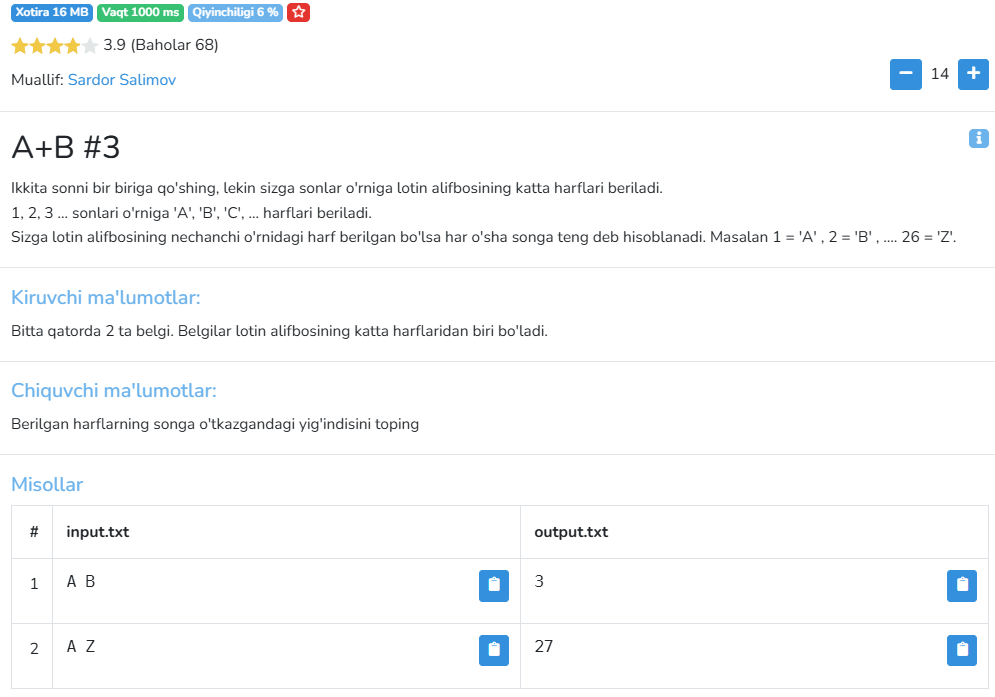 Xotira 16 MB Vaqt 1000 ms Qiyinchiligi 6 %
3.9 (Baholar 68)
Muallif: Sardor Salimov
14
A+B #3
Ikkita sonni bir biriga qo'shing, lekin sizga sonlar o'rniga lotin alifbosining katta harflari beriladi.
1, 2, 3 ... sonlari o'rniga 'A', 'B', 'C', ... harflari beriladi.
Sizga lotin alifbosining nechanchi o'rnidagi harf berilgan bo'lsa har o'sha songa teng deb hisoblanadi. Masalan 1 = 'A' , 2 = 'B' , .... 26 = 'Z'.
Kiruvchi ma'lumotlar:
Bitta qatorda 2 ta belgi. Belgilar lotin alifbosining katta harflaridan biri bo'ladi.
Chiquvchi ma'lumotlar:
Berilgan harflarning songa o'tkazgandagi yig'indisini toping
Misollar
# input.txt output.txt
1 A B 3
2 A Z 27